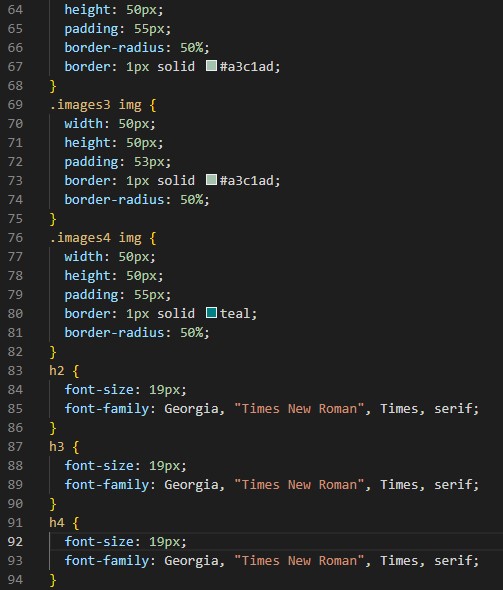 64 height: 50px;
65 padding: 55px;
66 border-radius: 50%;
67 border: 1px solid #a3c1ad;
68 }
69 .images3 img {
70 width: 50px;
71 height: 50px;
72 padding: 53px;
73 border: 1px solid #a3c1ad;
74 border-radius: 50%;
75 }
76 .images4 img {
77 width: 50px;
78 height: 50px;
79 padding: 55px;
80 border: 1px solid teal;
81 border-radius: 50%;
82 }
83 h2 {
84 font-size: 19px;
85 font-family: Georgia, "Times New Roman", Times, serif;
86 }
87 h3 {
88 font-size: 19px;
89 font-family: Georgia, "Times New Roman", Times, serif;
90 }
91 h4 {
92 font-size: 19px;
93 font-family: Georgia, "Times New Roman", Times, serif;
94 }